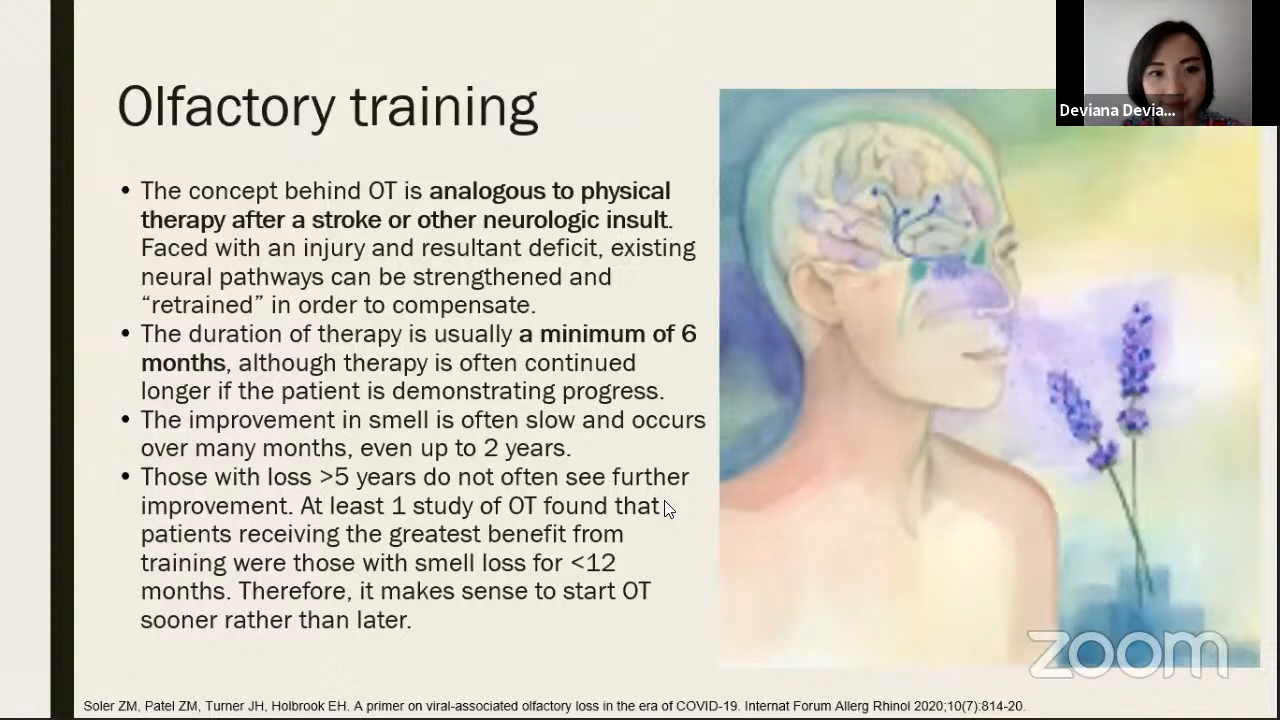 Deviana Devia...
Olfactory training
• The concept behind OT is analogous to physical
therapy after a stroke or other neurologic insult.
Faced with an injury and resultant deficit, existing
neural pathways can be strengthened and
“retrained” in order to compensate.
• The duration of therapy is usually a minimum of 6
months, although therapy is often continued
longer if the patient is demonstrating progress.
• The improvement in smell is often slow and occurs
over many months, even up to 2 years.
• Those with loss >5 years do not often see further
improvement. At least 1 study of OT found that
patients receiving the greatest benefit from
training were those with smell loss for <12
months. Therefore, it makes sense to start OT
sooner rather than later.
zoom
Soler ZM, Patel ZM, Turner JH, Holbrook EH. A primer on viral-associated olfactory loss in the era of COVID-19. Internat Forum Allerg Rhinol 2020;10(7):814-20.